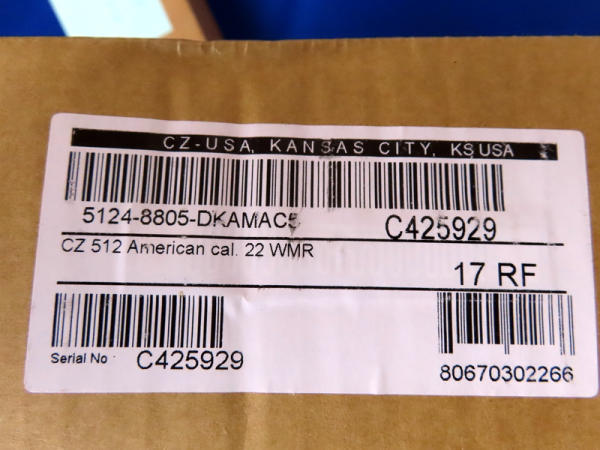 CZ-USA, KANSAS CITY, KS USA
5124-8805-DKAMAC5 C425929
CZ 512 American cal. 22 WMR
17 RF
Serial No : C425929
80670302266